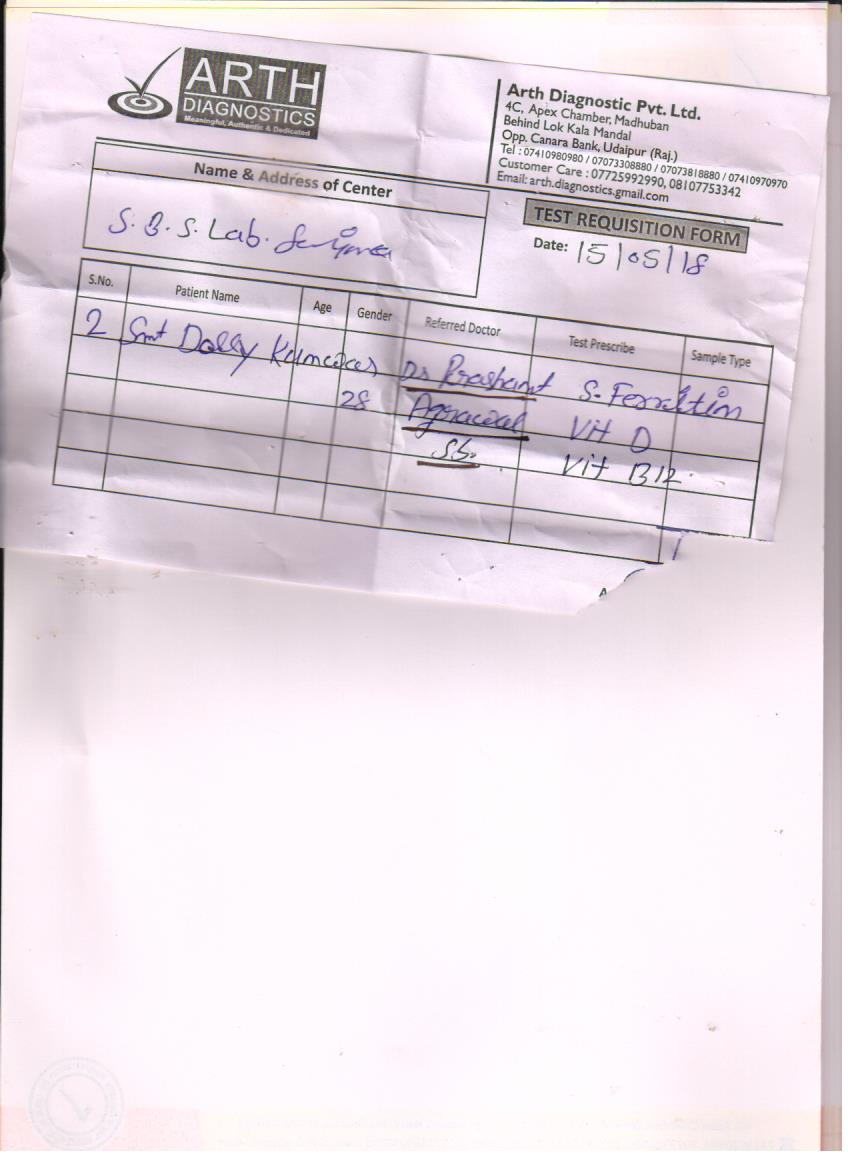 ARTH
DIAGNOSTICS
Meaningful, Authentic & Dedicated
Arth Diagnostic Pvt. Ltd.
4C, Apex Chamber, Madhuban
Behind Lok Kala Mandal
Opp. Canara Bank, Udaipur (Raj.)
Tel : 07410980980 / 07073308880 / 07073818880 / 07410970970
Customer Care : 07725992990, 08107753342
Email: arth.diagnostics.gmail.com
Name & Address of Center
S. B. S. Lab.
TEST REQUISITION FORM
Date: 15/05/18
S.No. Patient Name Age Gender Referred Doctor Test Prescribe Sample Type
2 Smt Dolly Dr Prashant S. Ferritin
28 Agrawal Vit D
Vit B12
A